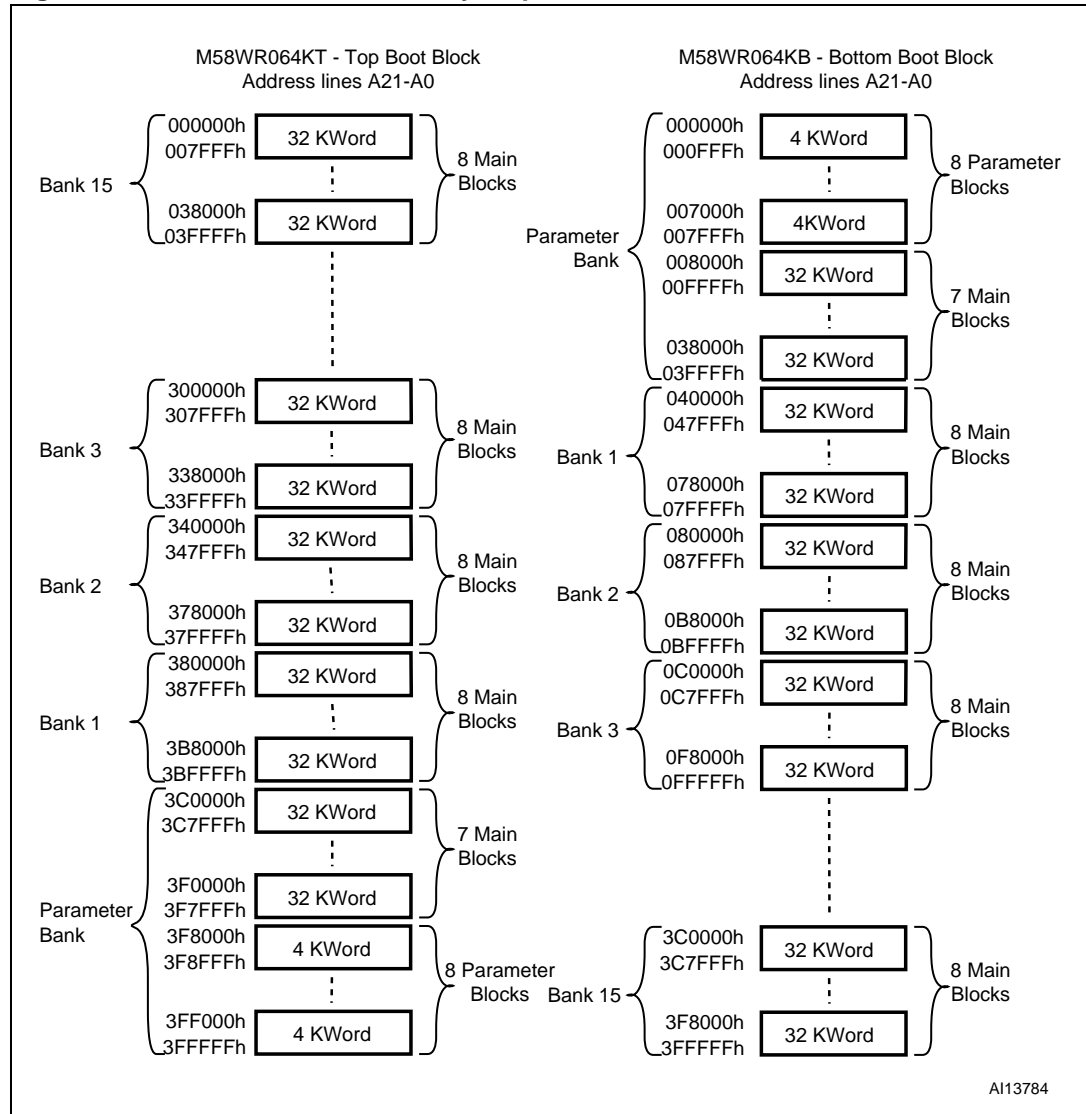 M58WR064KT - Top Boot Block
Address lines A21-A0
Bank 15
000000h
007FFFh
32 KWord
038000h
03FFFFh
32 KWord
8 Main
Blocks
Bank 3
300000h
307FFFh
32 KWord
338000h
33FFFFh
32 KWord
8 Main
Blocks
Bank 2
340000h
347FFFh
32 KWord
378000h
37FFFFh
32 KWord
8 Main
Blocks
Bank 1
380000h
387FFFh
32 KWord
3B8000h
3BFFFFh
32 KWord
8 Main
Blocks
Parameter
Bank
3C0000h
3C7FFFh
32 KWord
3F0000h
3F7FFFh
32 KWord
7 Main
Blocks
3F8000h
3F8FFFh
4 KWord
3FF000h
3FFFFFh
4 KWord
8 Parameter
Blocks
M58WR064KB - Bottom Boot Block
Address lines A21-A0
Parameter
Bank
000000h
000FFFh
4 KWord
007000h
007FFFh
4KWord
8 Parameter
Blocks
008000h
00FFFFh
32 KWord
038000h
03FFFFh
32 KWord
7 Main
Blocks
Bank 1
040000h
047FFFh
32 KWord
078000h
07FFFFh
32 KWord
8 Main
Blocks
Bank 2
080000h
087FFFh
32 KWord
0B8000h
0BFFFFh
32 KWord
8 Main
Blocks
Bank 3
0C0000h
0C7FFFh
32 KWord
0F8000h
0FFFFFh
32 KWord
8 Main
Blocks
Bank 15
3C0000h
3C7FFFh
32 KWord
3F8000h
3FFFFFh
32 KWord
8 Main
Blocks
AI13784